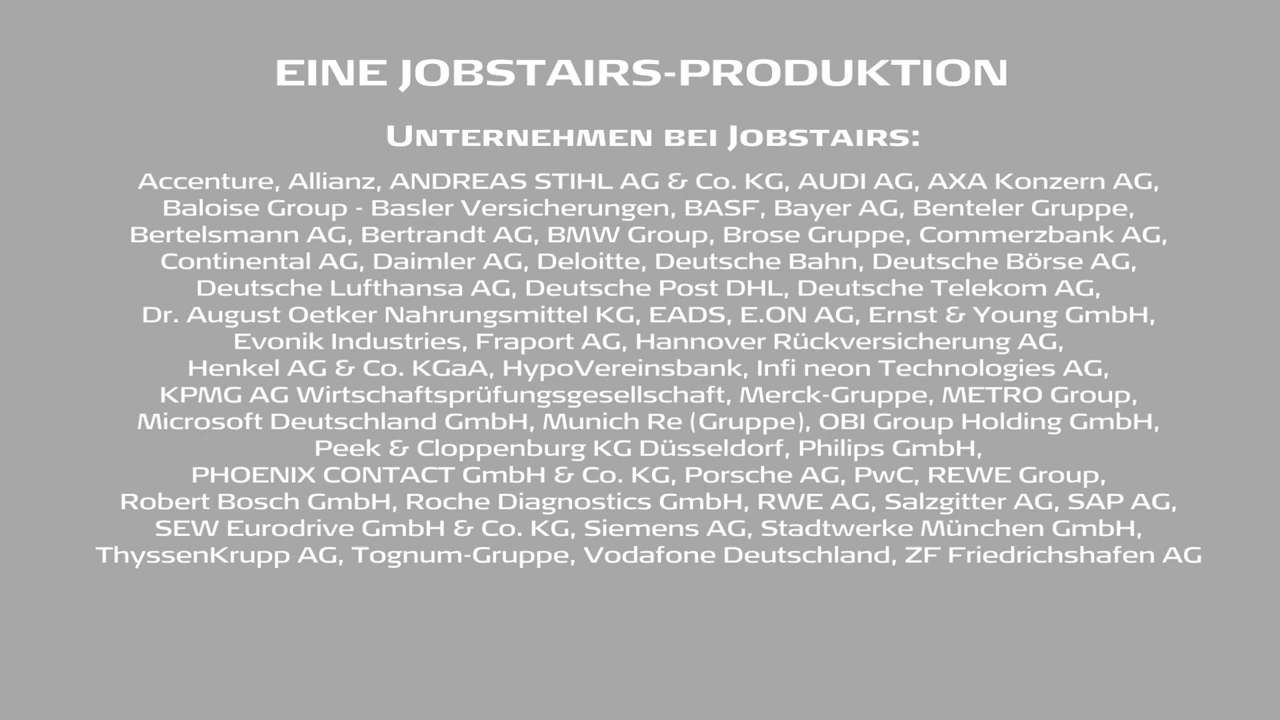 EINE JOBSTAIRS-PRODUKTION
UNTERNEHMEN BEI JOBSTAIRS:
Accenture, Allianz, ANDREAS STIHL AG & Co. KG, AUDI AG, AXA Konzern AG,
Baloise Group - Basler Versicherungen, BASF, Bayer AG, Benteler Gruppe,
Bertelsmann AG, Bertrandt AG, BMW Group, Brose Gruppe, Commerzbank AG,
Continental AG, Daimler AG, Deloitte, Deutsche Bahn, Deutsche Börse AG,
Deutsche Lufthansa AG, Deutsche Post DHL, Deutsche Telekom AG,
Dr. August Oetker Nahrungsmittel KG, EADS, E.ON AG, Ernst & Young GmbH,
Evonik Industries, Fraport AG, Hannover Rückversicherung AG,
Henkel AG & Co. KGaA, HypoVereinsbank, Infi neon Technologies AG,
KPMG AG Wirtschaftsprüfungsgesellschaft, Merck-Gruppe, METRO Group,
Microsoft Deutschland GmbH, Munich Re (Gruppe), OBI Group Holding GmbH,
Peek & Cloppenburg KG Düsseldorf, Philips GmbH,
PHOENIX CONTACT GmbH & Co. KG, Porsche AG, PwC, REWE Group,
Robert Bosch GmbH, Roche Diagnostics GmbH, RWE AG, Salzgitter AG, SAP AG,
SEW Eurodrive GmbH & Co. KG, Siemens AG, Stadtwerke München GmbH,
ThyssenKrupp AG, Tognum-Gruppe, Vodafone Deutschland, ZF Friedrichshafen AG